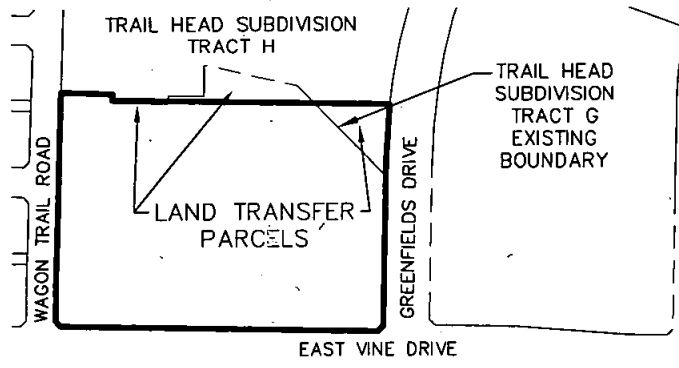 TRAIL HEAD SUBDIVISION
TRACT H
TRAIL HEAD
SUBDIVISION
TRACT G
EXISTING
BOUNDARY
LAND TRANSFER
PARCELS
WAGON TRAIL ROAD
GREENFIELDS DRIVE
EAST VINE DRIVE